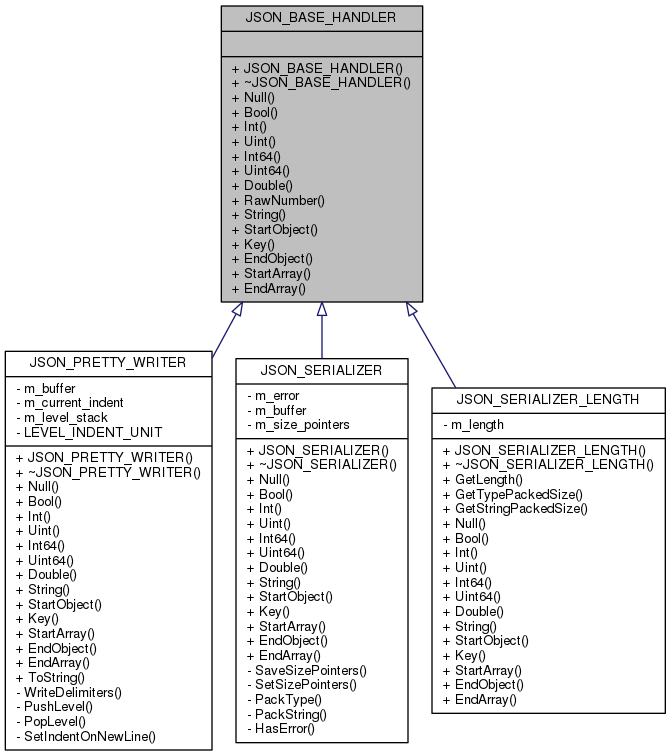 JSON_BASE_HANDLER
+ JSON_BASE_HANDLER()
+ ~JSON_BASE_HANDLER()
+ Null()
+ Bool()
+ Int()
+ Uint()
+ Int64()
+ Uint64()
+ Double()
+ RawNumber()
+ String()
+ StartObject()
+ Key()
+ EndObject()
+ StartArray()
+ EndArray()
JSON_PRETTY_WRITER
- m_buffer
- m_current_indent
- m_level_stack
- LEVEL_INDENT_UNIT
+ JSON_PRETTY_WRITER()
+ ~JSON_PRETTY_WRITER()
+ Null()
+ Bool()
+ Int()
+ Uint()
+ Int64()
+ Uint64()
+ Double()
+ String()
+ StartObject()
+ Key()
+ StartArray()
+ EndObject()
+ EndArray()
+ ToString()
- WriteDelimiters()
- PushLevel()
- PopLevel()
- SetIndentOnNewLine()
JSON_SERIALIZER
- m_error
- m_buffer
- m_size_pointers
+ JSON_SERIALIZER()
+ ~JSON_SERIALIZER()
+ Null()
+ Bool()
+ Int()
+ Uint()
+ Int64()
+ Uint64()
+ Double()
+ String()
+ StartObject()
+ Key()
+ StartArray()
+ EndObject()
+ EndArray()
- SaveSizePointers()
- SetSizePointers()
- PackType()
- PackString()
- HasError()
JSON_SERIALIZER_LENGTH
- m_length
+ JSON_SERIALIZER_LENGTH()
+ ~JSON_SERIALIZER_LENGTH()
+ GetLength()
+ GetTypePackedSize()
+ GetStringPackedSize()
+ Null()
+ Bool()
+ Int()
+ Uint()
+ Int64()
+ Uint64()
+ Double()
+ String()
+ StartObject()
+ Key()
+ StartArray()
+ EndObject()
+ EndArray()